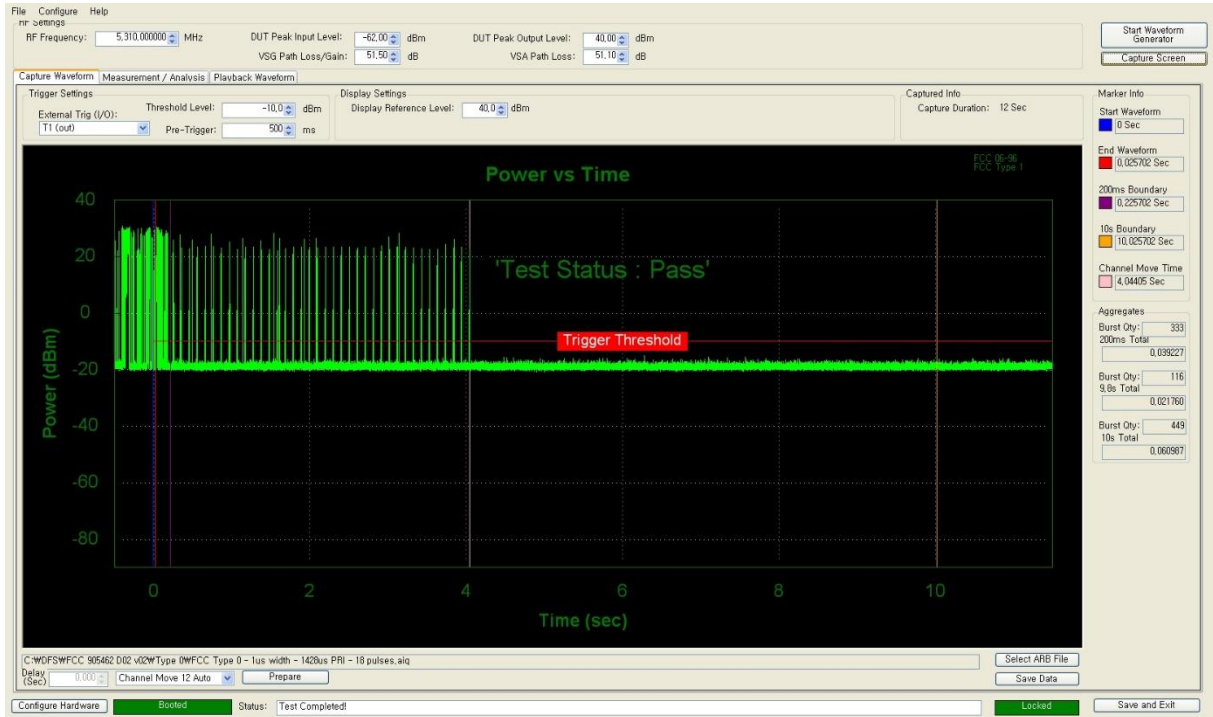 File Configure Help
RF Settings
RF Frequency: 5,310,000000 MHz
DUT Peak Input Level: -62,00 dBm
DUT Peak Output Level: 40,00 dBm
VSG Path Loss/Gain: 51,50 dB
VSA Path Loss: 51,10 dB
Start Waveform Generator
Capture Screen
Capture Waveform Measurement / Analysis Playback Waveform
Trigger Settings
External Trig (I/O):
T1 (out)
Threshold Level: -10,0 dBm
Pre-Trigger: 500 ms
Display Settings
Display Reference Level: 40,0 dBm
Captured Info
Capture Duration: 12 Sec
Marker Info
Start Waveform
0 Sec
End Waveform
0,025702 Sec
200ms Boundary
0,225702 Sec
10s Boundary
10,025702 Sec
Channel Move Time
4,04405 Sec
Aggregates
Burst Qty: 333
200ms Total
0,039227
Burst Qty: 116
9,8s Total
0,021760
Burst Qty: 449
10s Total
0,060987
Power vs Time
FCC 06-96
FCC Type 1
'Test Status : Pass'
Trigger Threshold
Power (dBm)
40
20
0
-20
-40
-60
-80
0 2 4 6 8 10
Time (sec)
C:₩DFS₩FCC 905462 D02 v02₩Type 0₩FCC Type 0 - 1us width - 1428us PRI - 18 pulses,aiq
Select ARB File
Delay (Sec) 0,000
Channel Move 12 Auto
Prepare
Save Data
Configure Hardware
Booted
Status: Test Completed!
Locked
Save and Exit